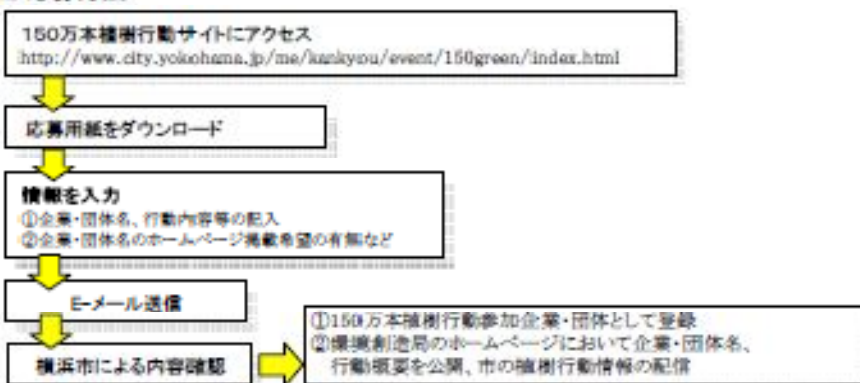 150万本植樹行動サイトにアクセス
http://www.city.yokohama.jp/me/kankyou/event/150green/index.html
応募用紙をダウンロード
情報を入力
①企業・団体名、行動内容等の記入
②企業・団体名のホームページ掲載希望の有無など
E-メール送信
横浜市による内容確認
①150万本植樹行動参加企業・団体として登録
②環境創造局のホームページにおいて企業・団体名、
行動概要を公開、市の植樹行動情報の配信